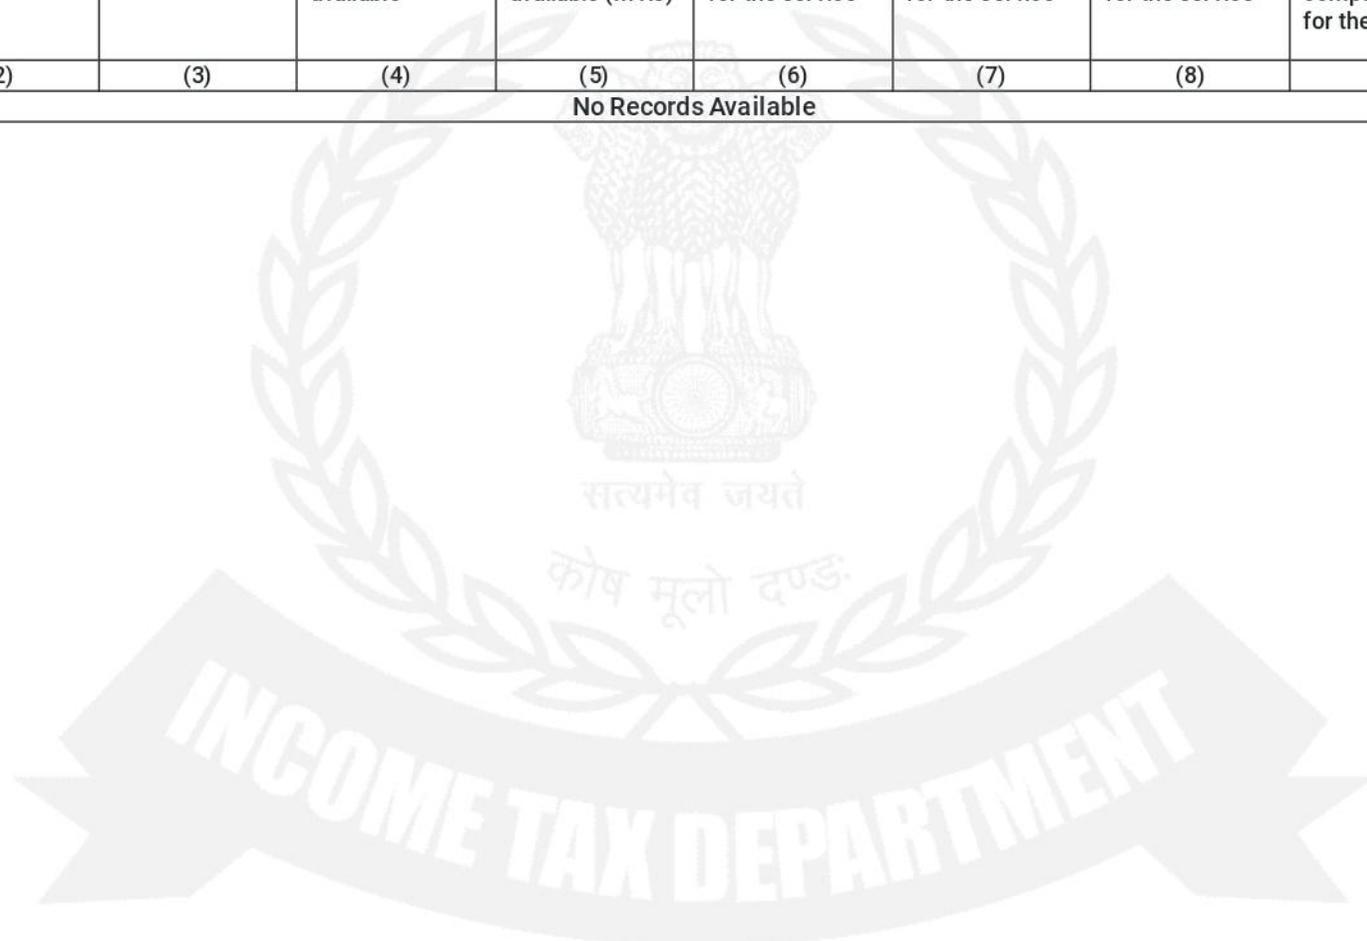 for the
(3) (4) (5) (6) (7) (8)
No Records Available
सत्यमेव जयते
कोष मूलो दण्डः
INCOME TAX DEPARTMENT